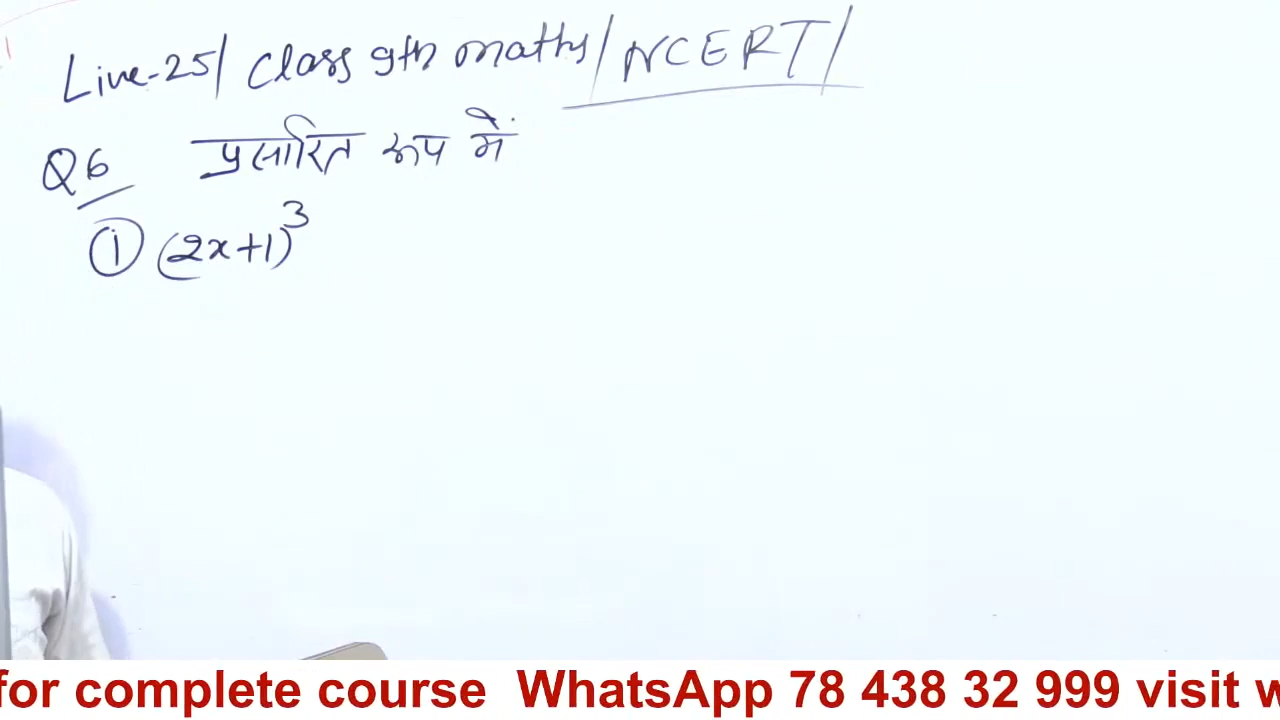 Live-25/ Class 9th maths/NCERT/
Q6 प्रसारित रूप में
① (2x+1)³
for complete course WhatsApp 78 438 32 999 visit w